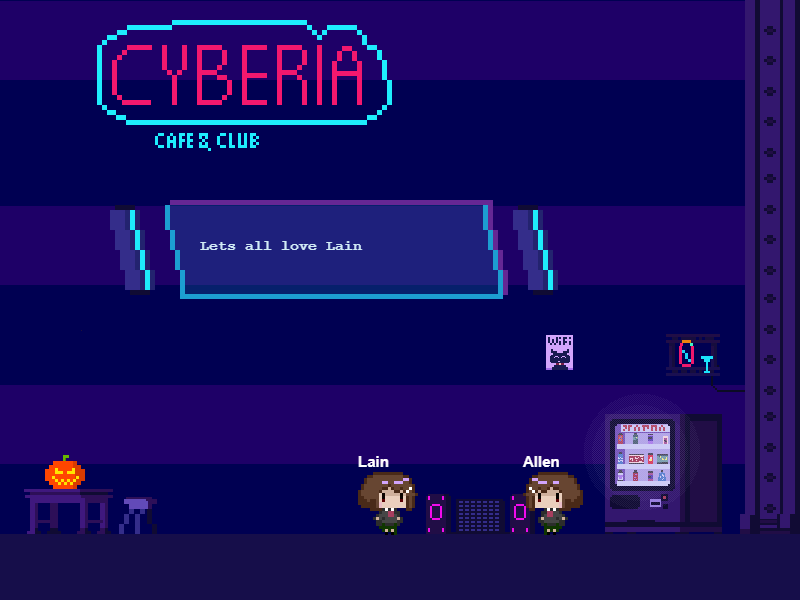 CYBERIA
CAFE & CLUB
Lets all love Lain
WiFi
Lain
Allen